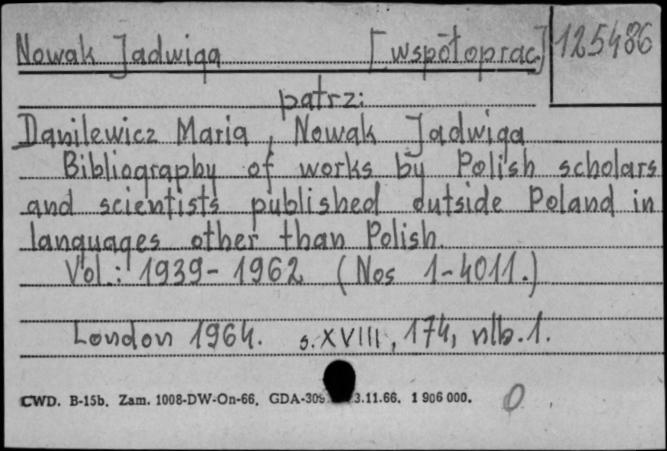 Nowak Jadwiga [współoprac.] 125486
patrz:
Danilewicz Maria, Nowak Jadwiga
Bibliography of works by Polish scholars
and scientists published outside Poland in
languages other than Polish.
Vol.: 1939-1962 (Nos 1-4011.)
London 1964. s. XVIII, 174, nlb. 1.
CWD. B-15b. Zam. 1008-DW-On-66. GDA-309 3.11.66. 1 906 000. 0